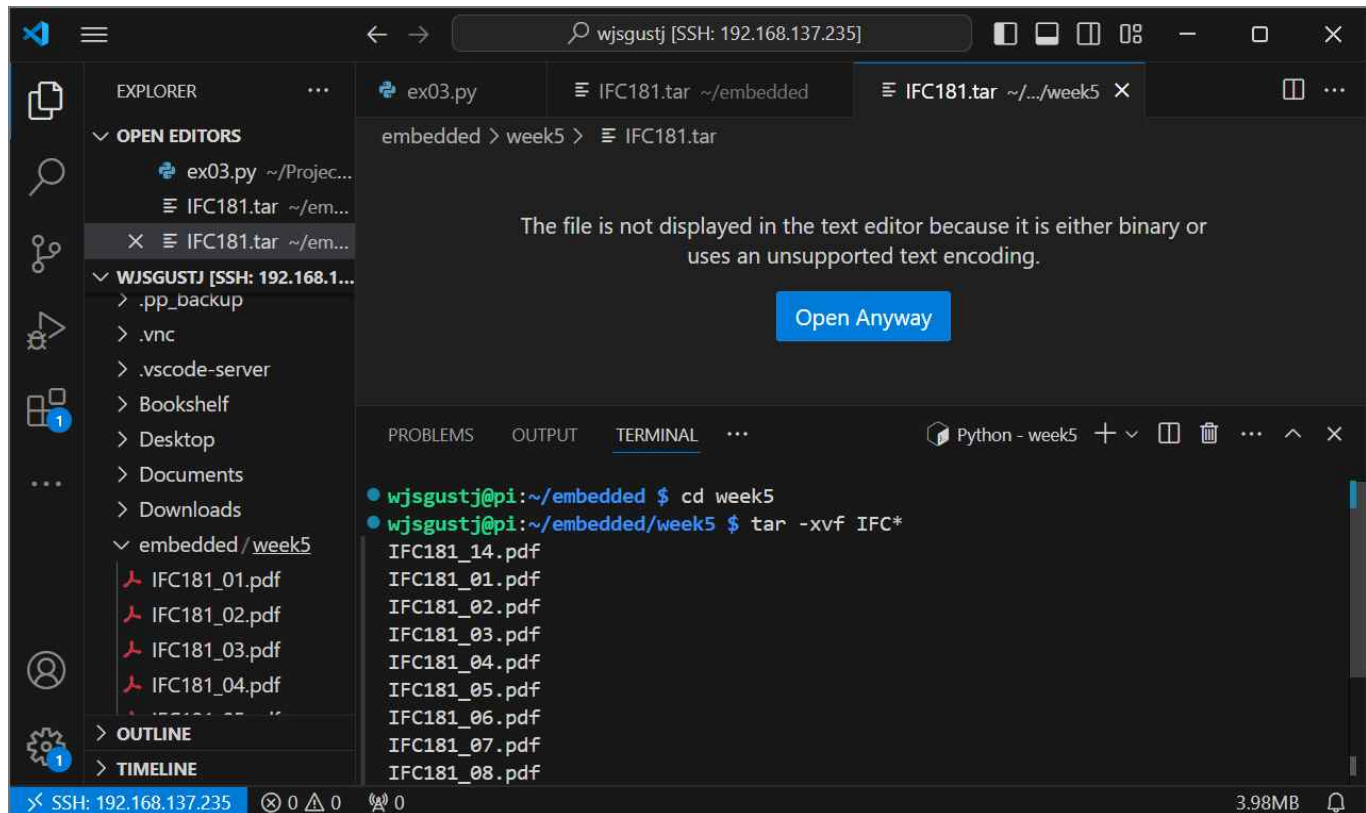 wjsgustj [SSH: 192.168.137.235]
EXPLORER
ex03.py
IFC181.tar ~/embedded
IFC181.tar ~/.../week5
OPEN EDITORS
ex03.py ~/Projec...
IFC181.tar ~/em...
IFC181.tar ~/em...
WJSGUSTJ [SSH: 192.168.1...
.pp_backup
.vnc
.vscode-server
Bookshelf
Desktop
Documents
Downloads
embedded / week5
IFC181_01.pdf
IFC181_02.pdf
IFC181_03.pdf
IFC181_04.pdf
OUTLINE
TIMELINE
1
1
embedded > week5 > IFC181.tar
The file is not displayed in the text editor because it is either binary or
uses an unsupported text encoding.
Open Anyway
PROBLEMS OUTPUT TERMINAL ... Python - week5
wjsgustj@pi:~/embedded $ cd week5
wjsgustj@pi:~/embedded/week5 $ tar -xvf IFC*
IFC181_14.pdf
IFC181_01.pdf
IFC181_02.pdf
IFC181_03.pdf
IFC181_04.pdf
IFC181_05.pdf
IFC181_06.pdf
IFC181_07.pdf
IFC181_08.pdf
SSH: 192.168.137.235 0 0 0 3.98MB